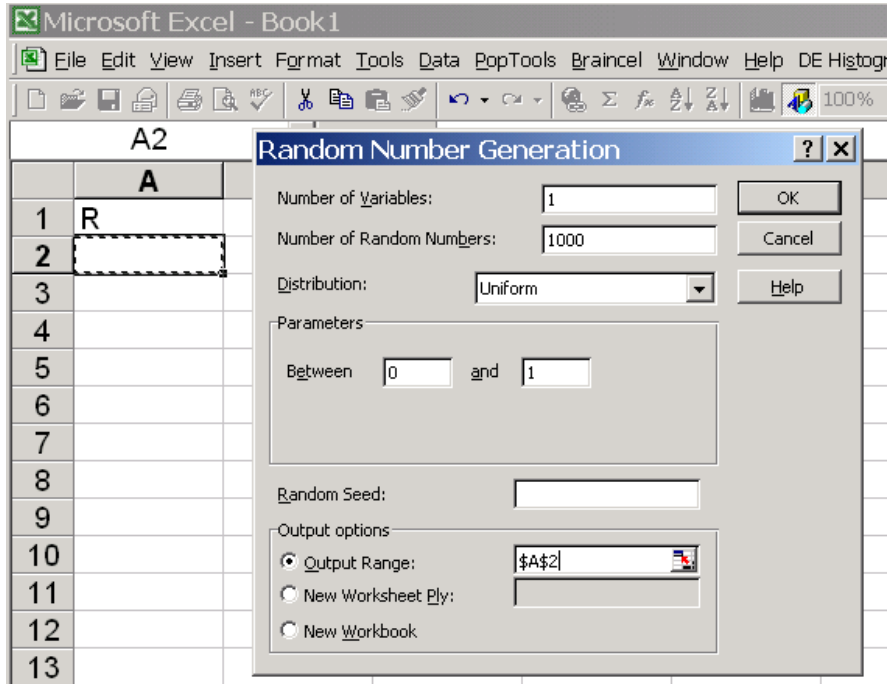 Microsoft Excel - Book1
File Edit View Insert Format Tools Data PopTools Braincel Window Help DE Histogr
ABC Σ fx A Z Z A 100%
A2
Random Number Generation ? X
A
Number of Variables: 1 OK
1 R
Number of Random Numbers: 1000 Cancel
2
Distribution: Uniform Help
3
Parameters
4
Between 0 and 1
5
6
7
8
Random Seed:
9
Output options
10
Output Range: $A$2
11
New Worksheet Ply:
12
New Workbook
13